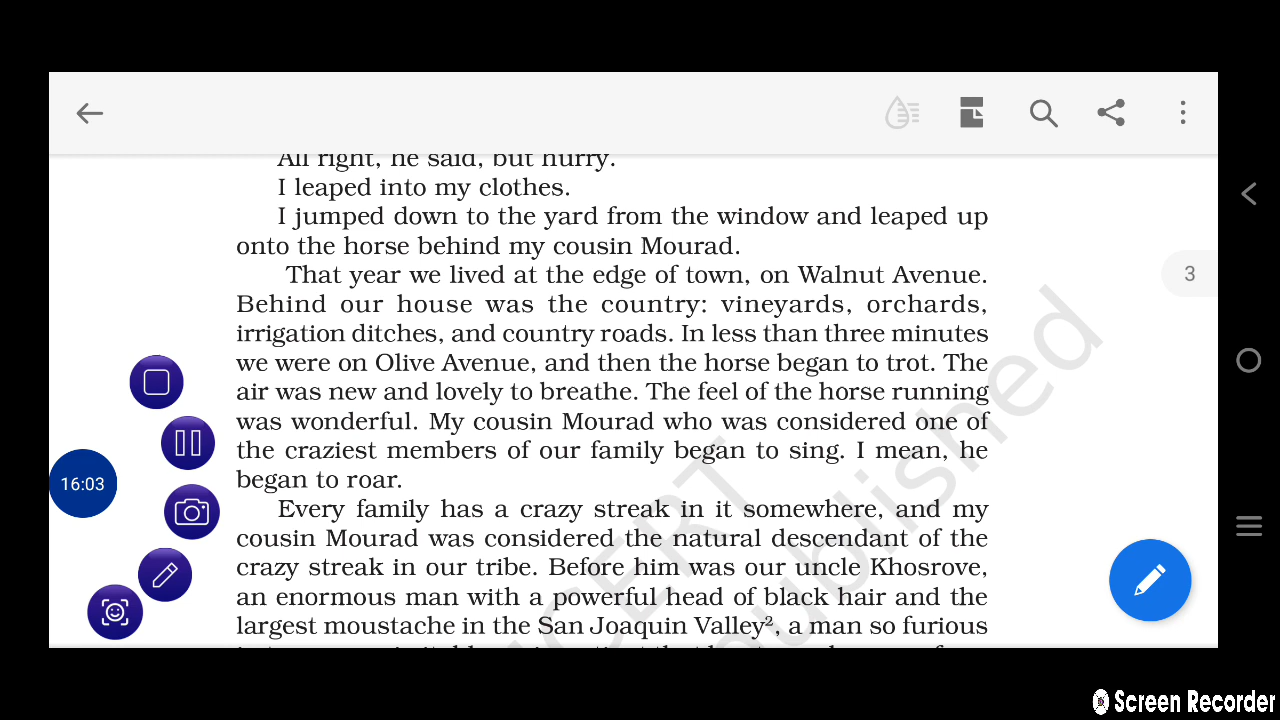 All right, he said, but hurry.
I leaped into my clothes.
I jumped down to the yard from the window and leaped up
onto the horse behind my cousin Mourad.
That year we lived at the edge of town, on Walnut Avenue.
Behind our house was the country: vineyards, orchards,
irrigation ditches, and country roads. In less than three minutes
we were on Olive Avenue, and then the horse began to trot. The
air was new and lovely to breathe. The feel of the horse running
was wonderful. My cousin Mourad who was considered one of
the craziest members of our family began to sing. I mean, he
began to roar.
Every family has a crazy streak in it somewhere, and my
cousin Mourad was considered the natural descendant of the
crazy streak in our tribe. Before him was our uncle Khosrove,
an enormous man with a powerful head of black hair and the
largest moustache in the San Joaquin Valley², a man so furious
3
16:03
Screen Recorder